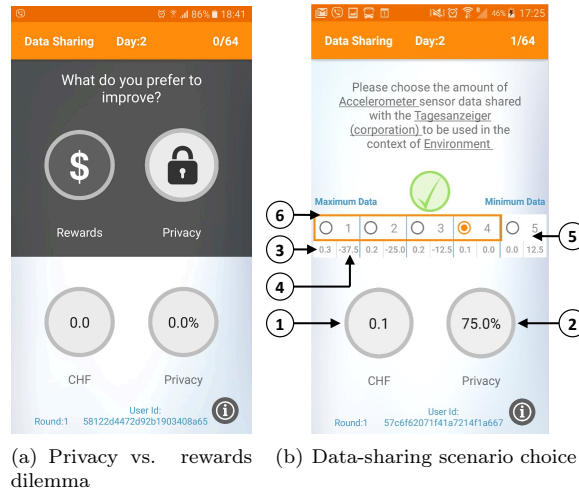 86% 18:41
Data Sharing Day:2 0/64
What do you prefer to
improve?
$
Rewards Privacy
0.0 0.0%
CHF Privacy
User Id:
Round:1 58122d4472d92b1903408a65
i
(a) Privacy vs. rewards
dilemma
46% 17:25
Data Sharing Day:2 1/64
Please choose the amount of
Accelerometer sensor data shared
with the Tagesanzeiger
(corporation) to be used in the
context of Environment
Maximum Data Minimum Data
6
1 2 3 4 5
5
3
0.3 -37.5 0.2 -25.0 0.2 -12.5 0.1 0.0 0.0 12.5
4
1
0.1 75.0%
2
CHF Privacy
User Id:
Round:1 57c6f62071f41a7214f1a667
i
(b) Data-sharing scenario choice